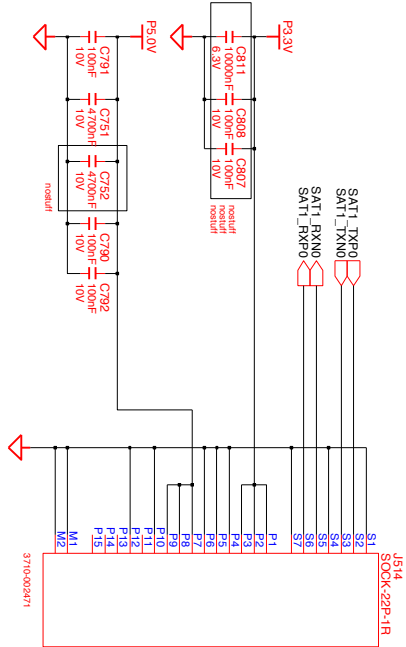 P5.0V
C791
100nF
10V
C751
4700nF
10V
C752
4700nF
10V
nostuff
C790
100nF
10V
C792
100nF
10V
P3.3V
C811
10000nF
6.3V
C808
100nF
10V
C807
100nF
10V
nostuff
nostuff
nostuff
SAT1_TXP0
SAT1_TXN0
SAT1_RXN0
SAT1_RXP0
J514
SOCK-22P-1R
S1
S2
S3
S4
S5
S6
S7
P1
P2
P3
P4
P5
P6
P7
P8
P9
P10
P11
P12
P13
P14
P15
M1
M2
3710-002471